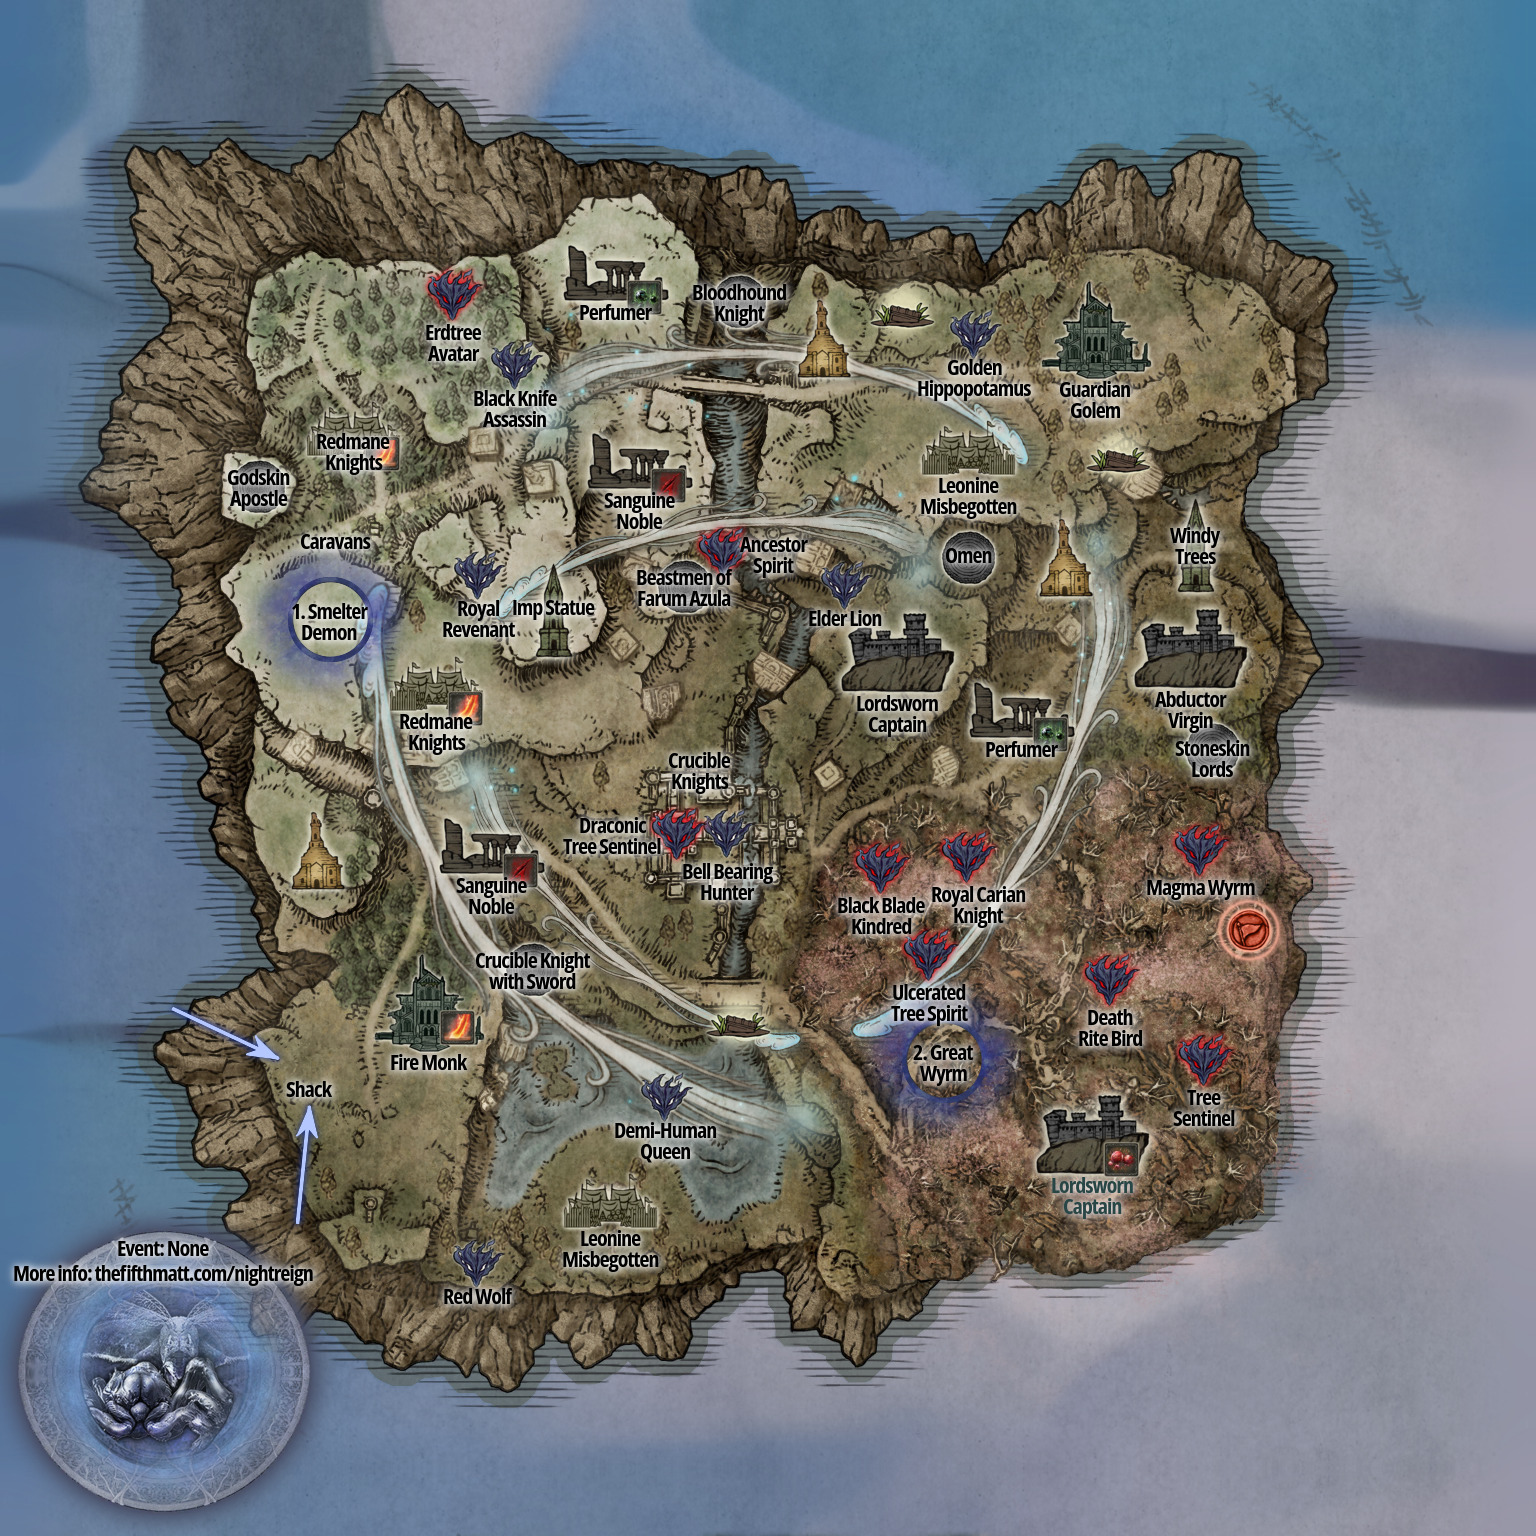 Bloodhound
Knight
Perfumer
Erdtree
Avatar
Golden
Hippopotamus
Guardian
Golem
Black Knife
Assassin
Redmane
Knights
Godskin
Apostle
Sanguine
Noble
Leonine
Misbegotten
Windy
Trees
Caravans
Ancestor
Spirit
Omen
Beastmen of
Farum Azula
1. Smelter
Demon
Royal
Revenant
Imp Statue
Elder Lion
Lordsworn
Captain
Abductor
Virgin
Redmane
Knights
Perfumer
Stoneskin
Lords
Crucible
Knights
Draconic
Tree Sentinel
Bell Bearing
Hunter
Sanguine
Noble
Black Blade
Kindred
Royal Carian
Knight
Magma Wyrm
Crucible Knight
with Sword
Ulcerated
Tree Spirit
Death
Rite Bird
Fire Monk
2. Great
Wyrm
Shack
Tree
Sentinel
Demi-Human
Queen
Lordsworn
Captain
Leonine
Misbegotten
Red Wolf
Event: None
More info: thefifthmatt.com/nightreign